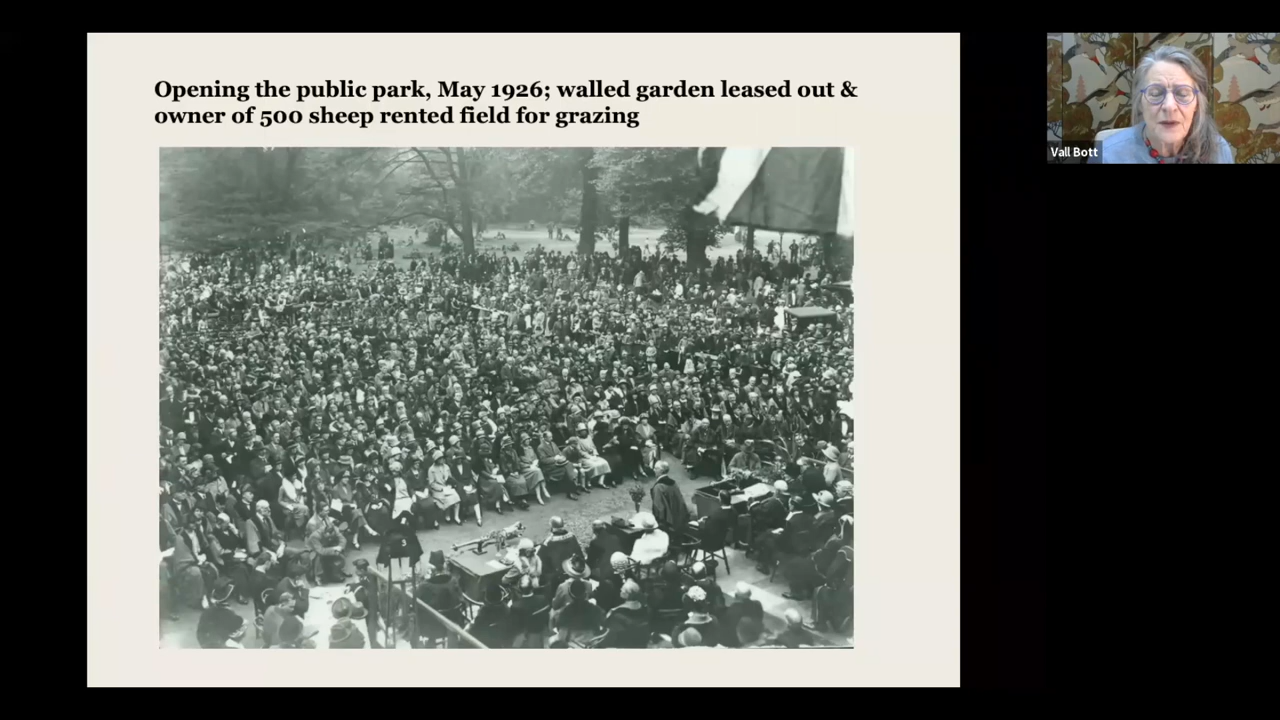 Opening the public park, May 1926; walled garden leased out &
owner of 500 sheep rented field for grazing
Vall Bott